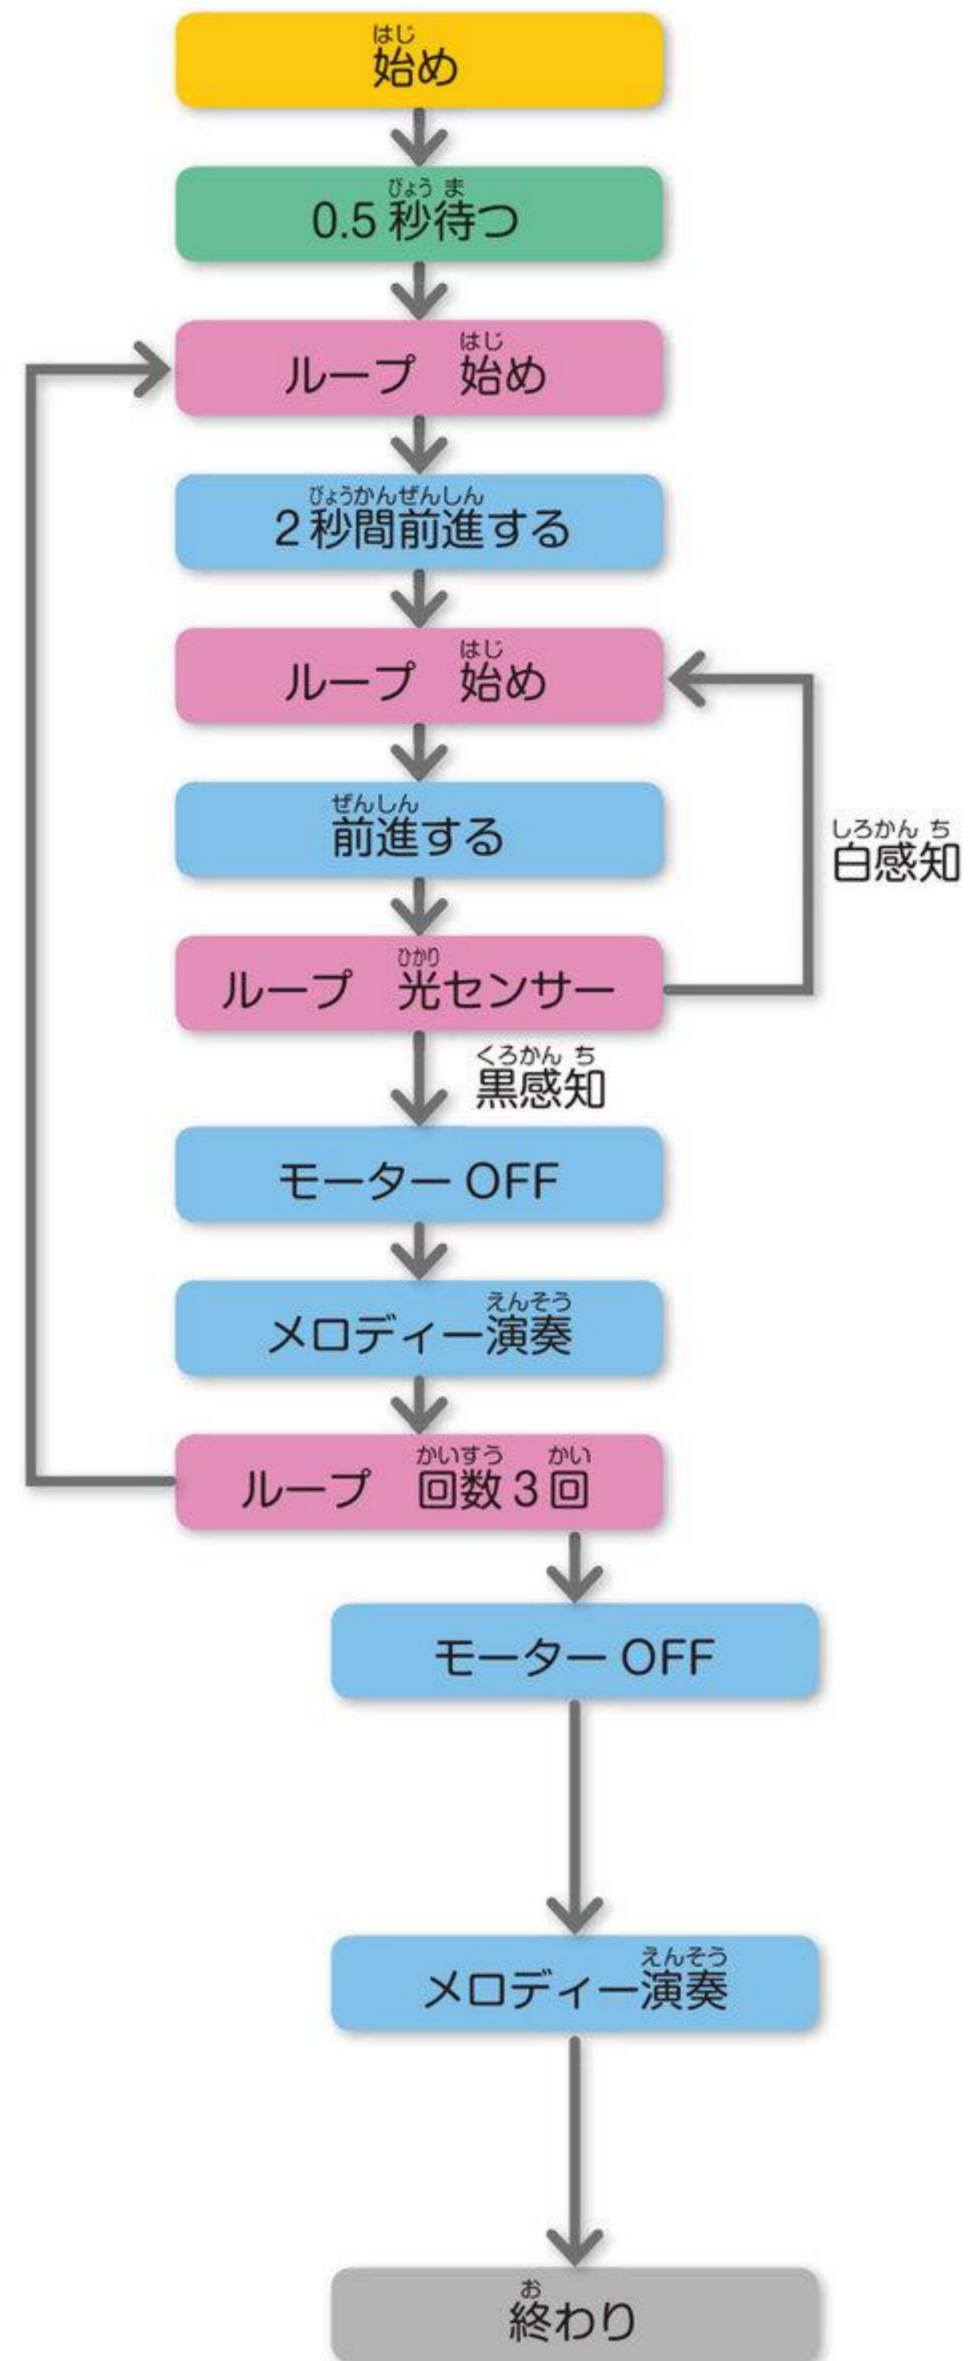 はじ
始め
びょう ま
0.5 秒待つ
はじ
ループ　始め
びょうかんぜんしん
2 秒間前進する
はじ
ループ　始め
ぜんしん
前進する
しろかん ち
白感知
ひかり
ループ　光センサー
くろかん ち
黒感知
モーター OFF
えんそう
メロディー演奏
かいすう かい
ループ　回数 3 回
モーター OFF
えんそう
メロディー演奏
お
終わり